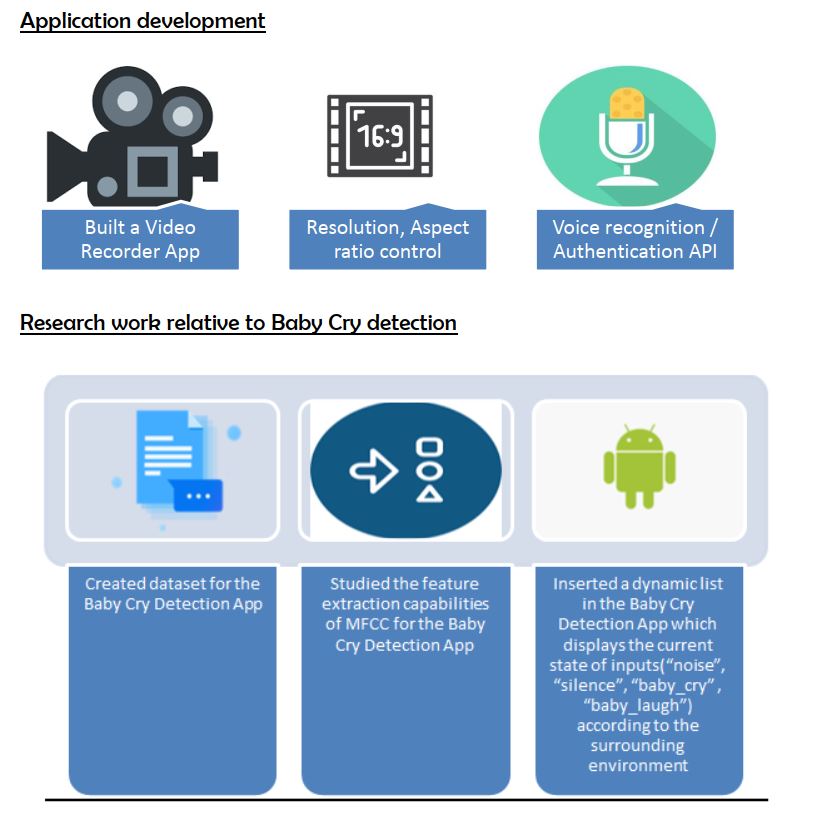 Application development
16:9
Built a Video
Recorder App
Resolution, Aspect
ratio control
Voice recognition /
Authentication API
Research work relative to Baby Cry detection
Created dataset for the
Baby Cry Detection App
Studied the feature
extraction capabilities
of MFCC for the Baby
Cry Detection App
Inserted a dynamic list
in the Baby Cry
Detection App which
displays the current
state of inputs(“noise”,
“silence”, “baby_cry” ,
“baby_laugh”)
according to the
surrounding
environment